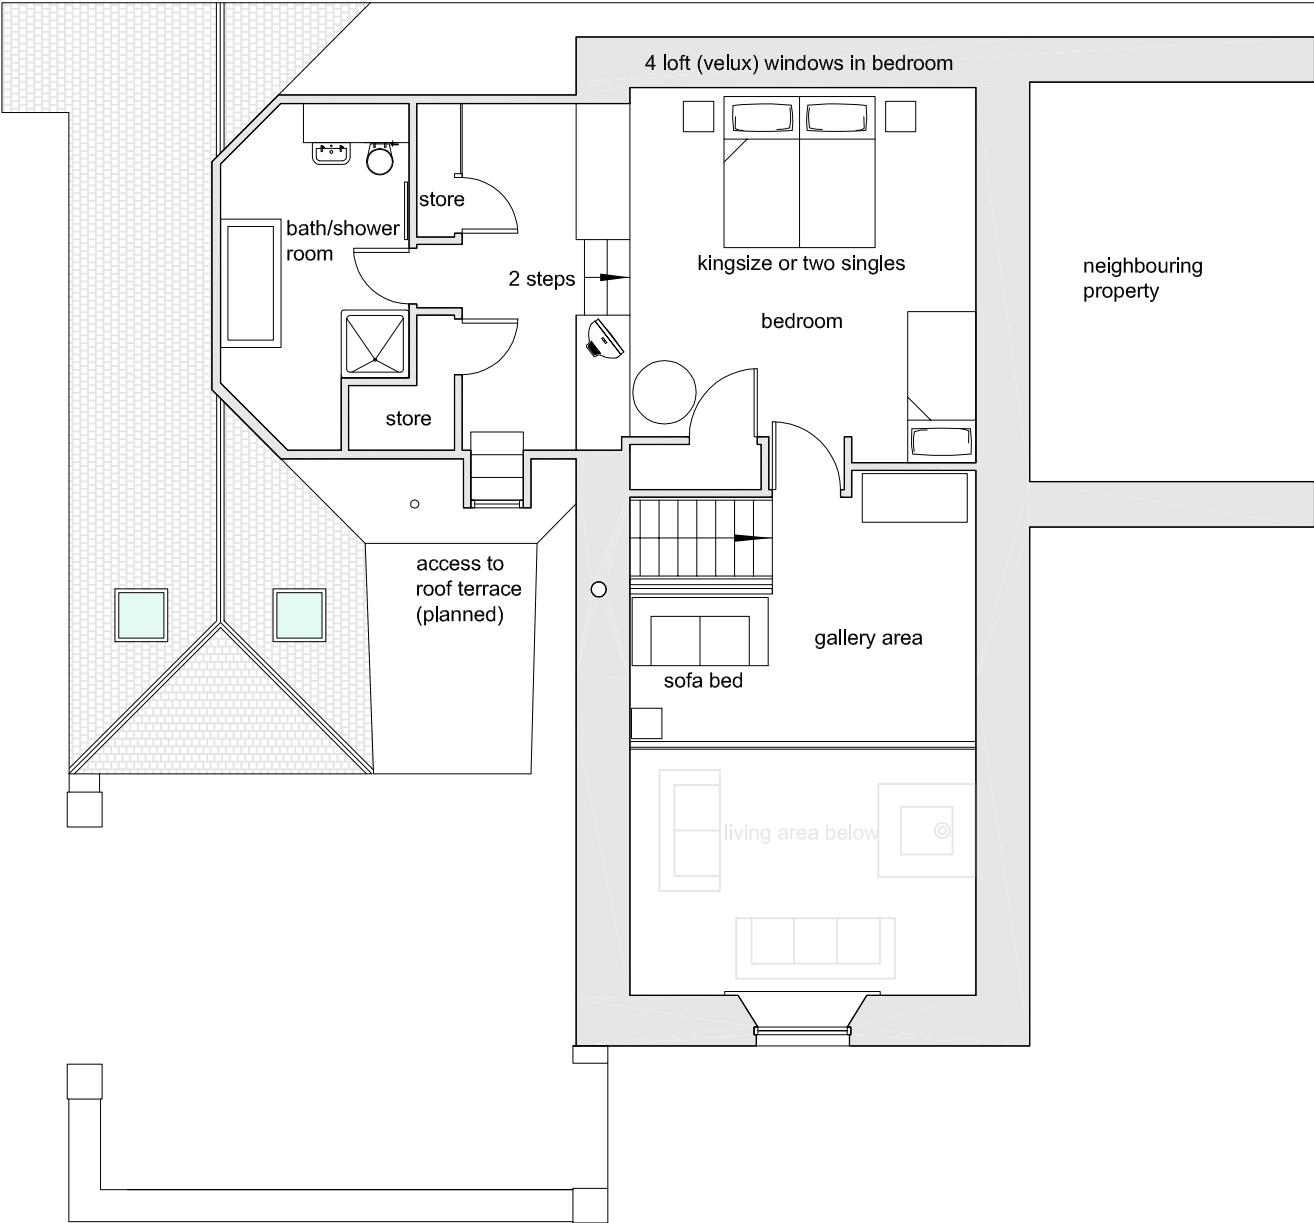 4 loft (velux) windows in bedroom
store
bath/shower
room
2 steps
kingsize or two singles
neighbouring
property
bedroom
store
access to
roof terrace
(planned)
gallery area
sofa bed
living area below